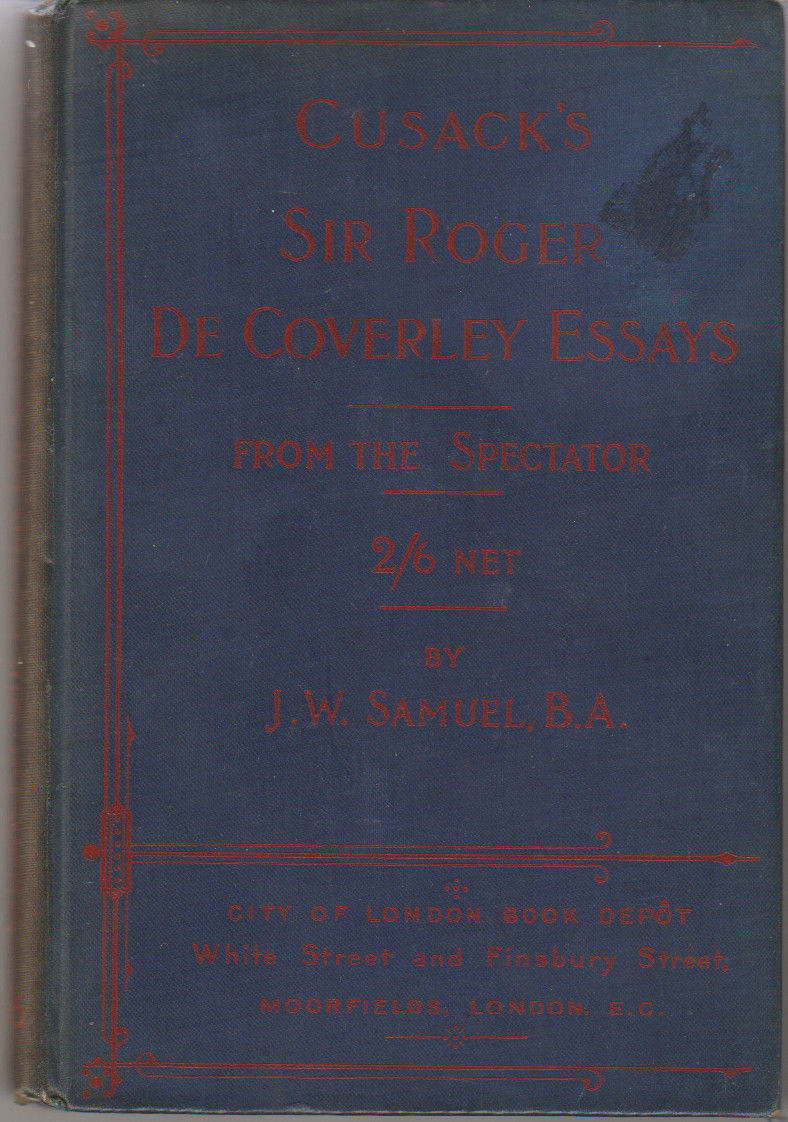 CUSACK'S
SIR ROGER
DE COVERLEY ESSAYS
FROM THE SPECTATOR
2/6 NET
BY
J.W. SAMUEL, B.A.
CITY OF LONDON BOOK DEPÔT
White Street and Finsbury Street,
MOORFIELDS, LONDON. E.C.